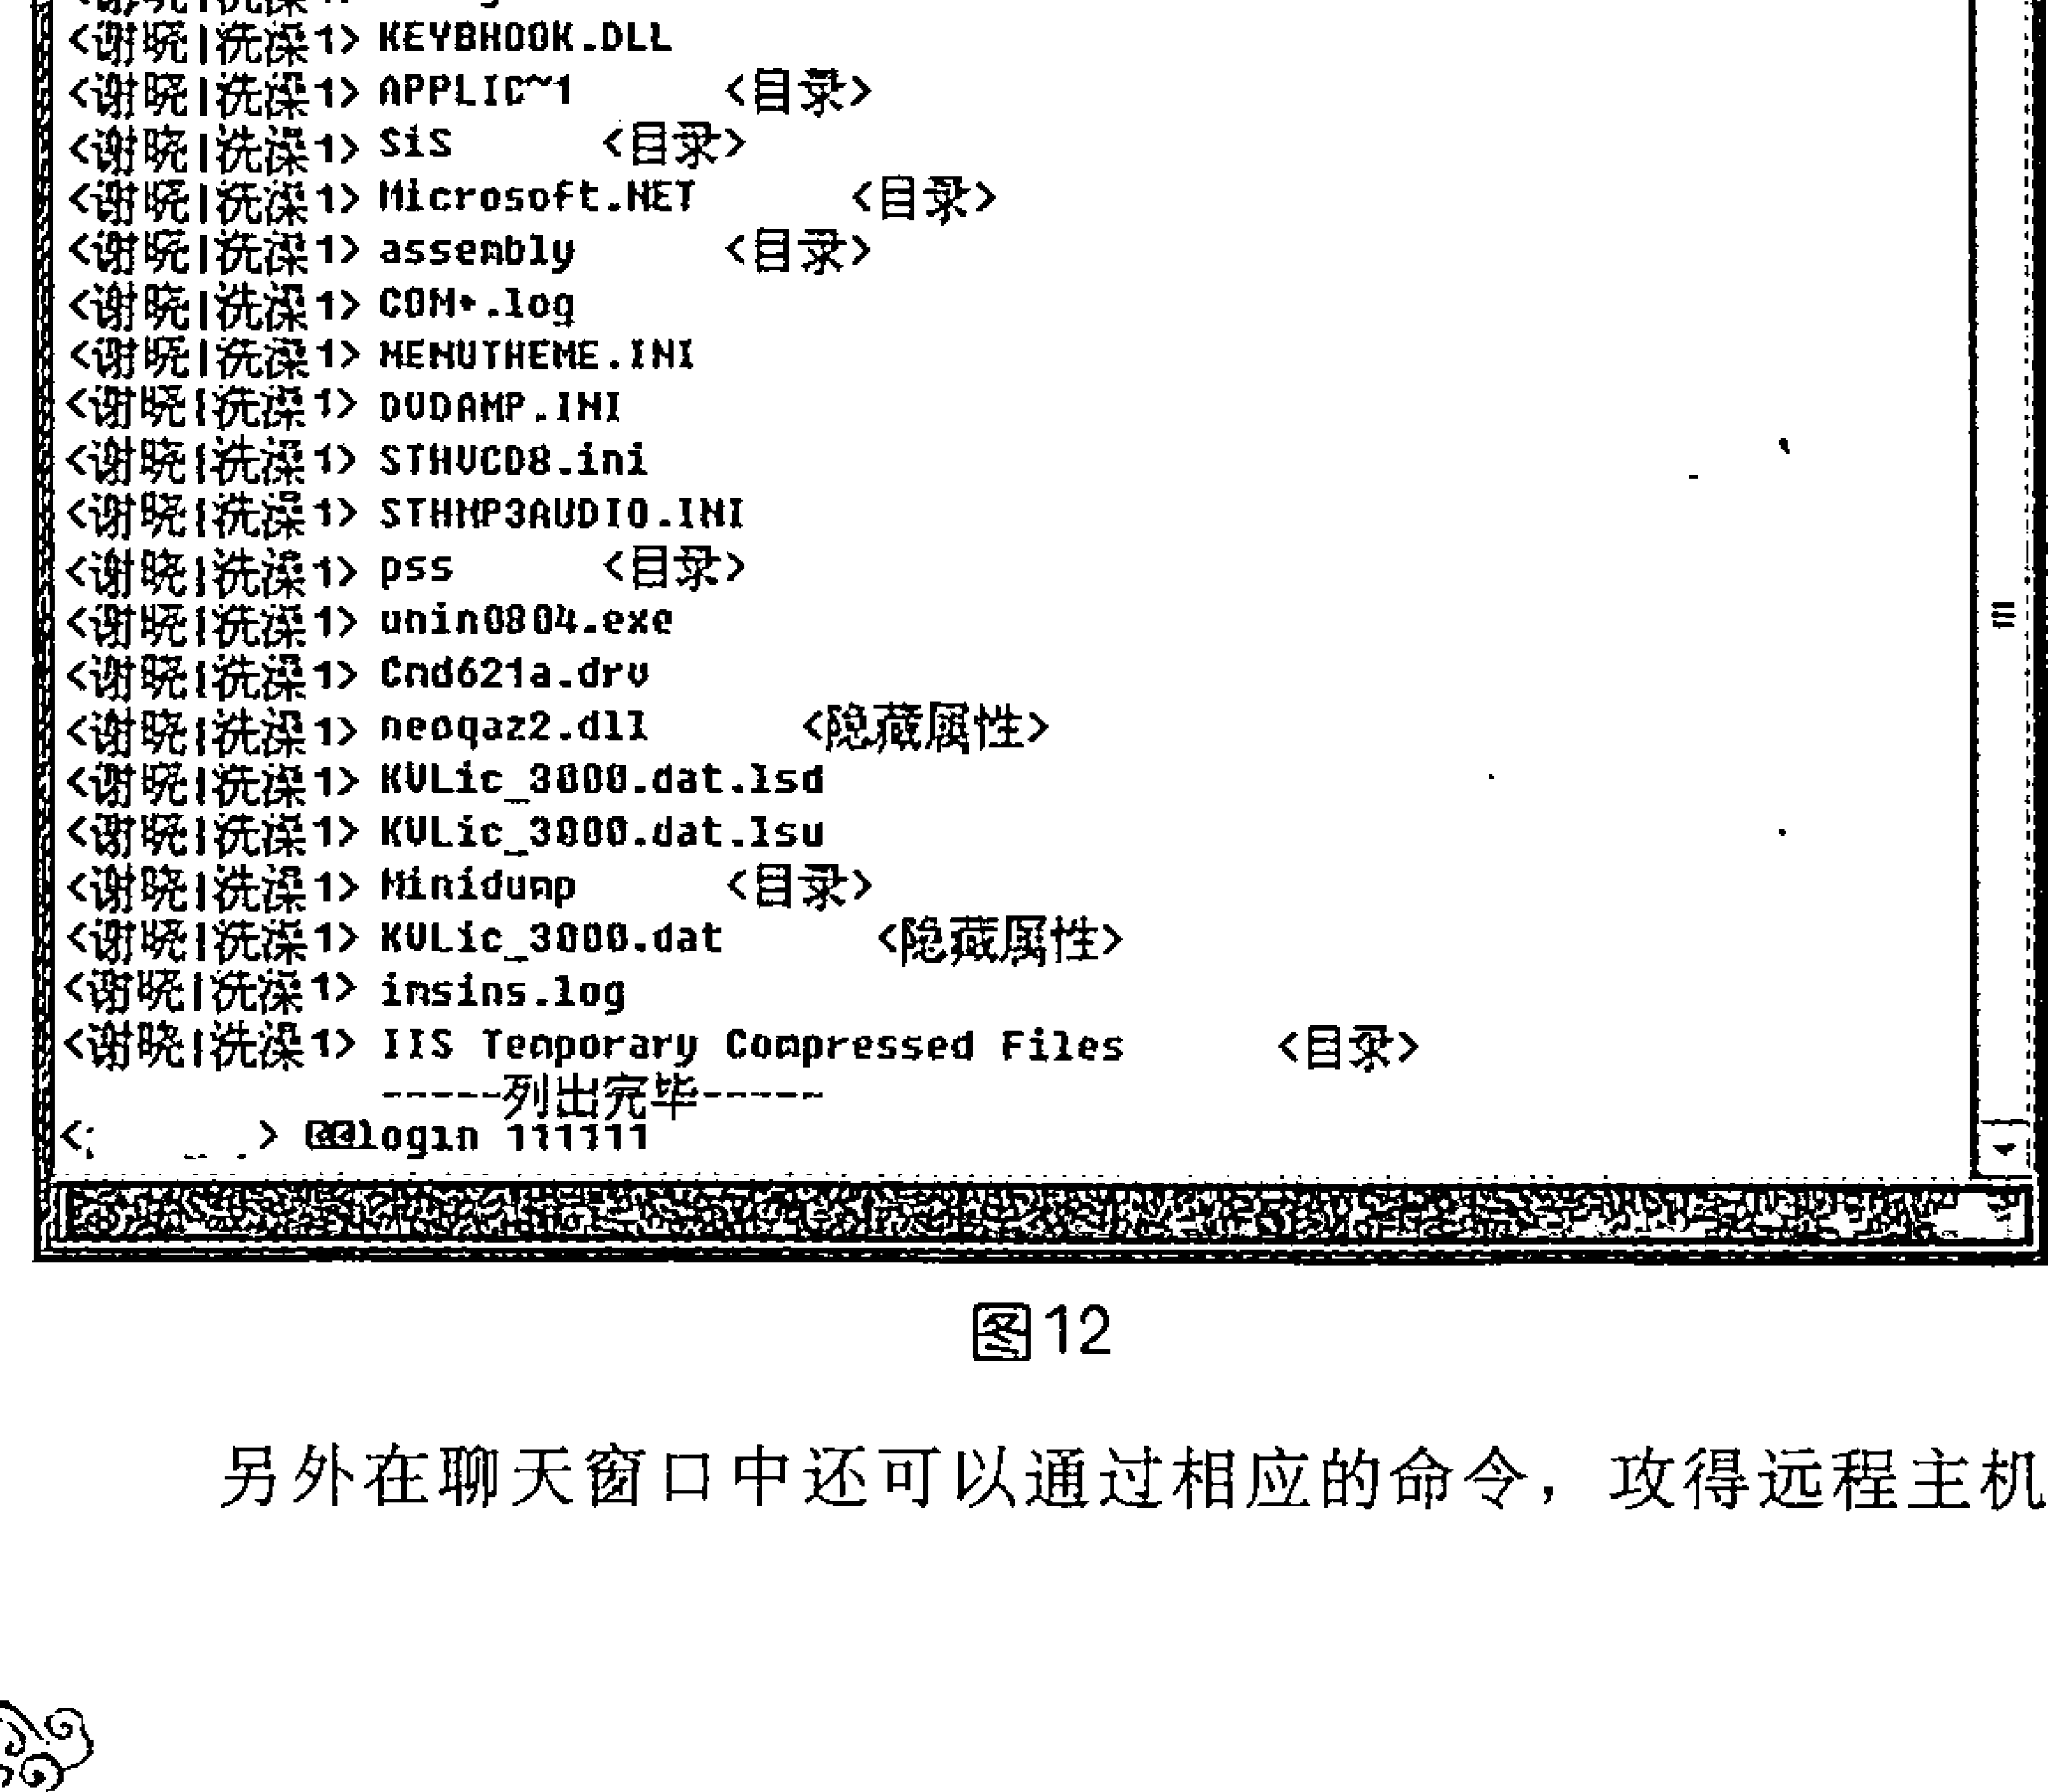 <谢晓|洗澡1> KEYBHOOK.DLL
<谢晓|洗澡1> APPLIC~1 <目录>
<谢晓|洗澡1> SiS <目录>
<谢晓|洗澡1> Microsoft.NET <目录>
<谢晓|洗澡1> assembly <目录>
<谢晓|洗澡1> COM+.log
<谢晓|洗澡1> MENUTHEME.INI
<谢晓|洗澡1> DVDAMP.INI
<谢晓|洗澡1> STHVCD8.ini
<谢晓|洗澡1> STHMP3AUDIO.INI
<谢晓|洗澡1> pss <目录>
<谢晓|洗澡1> unin0804.exe
<谢晓|洗澡1> Cmd621a.drv
<谢晓|洗澡1> neoqaz2.dll <隐藏属性>
<谢晓|洗澡1> KVLic_3000.dat.lsd
<谢晓|洗澡1> KVLic_3000.dat.lsu
<谢晓|洗澡1> Minidump <目录>
<谢晓|洗澡1> KVLic_3000.dat <隐藏属性>
<谢晓|洗澡1> imsins.log
<谢晓|洗澡1> IIS Temporary Compressed Files <目录>
-----列出完毕-----
< > @@login 111111
图12
另外在聊天窗口中还可以通过相应的命令，攻得远程主机